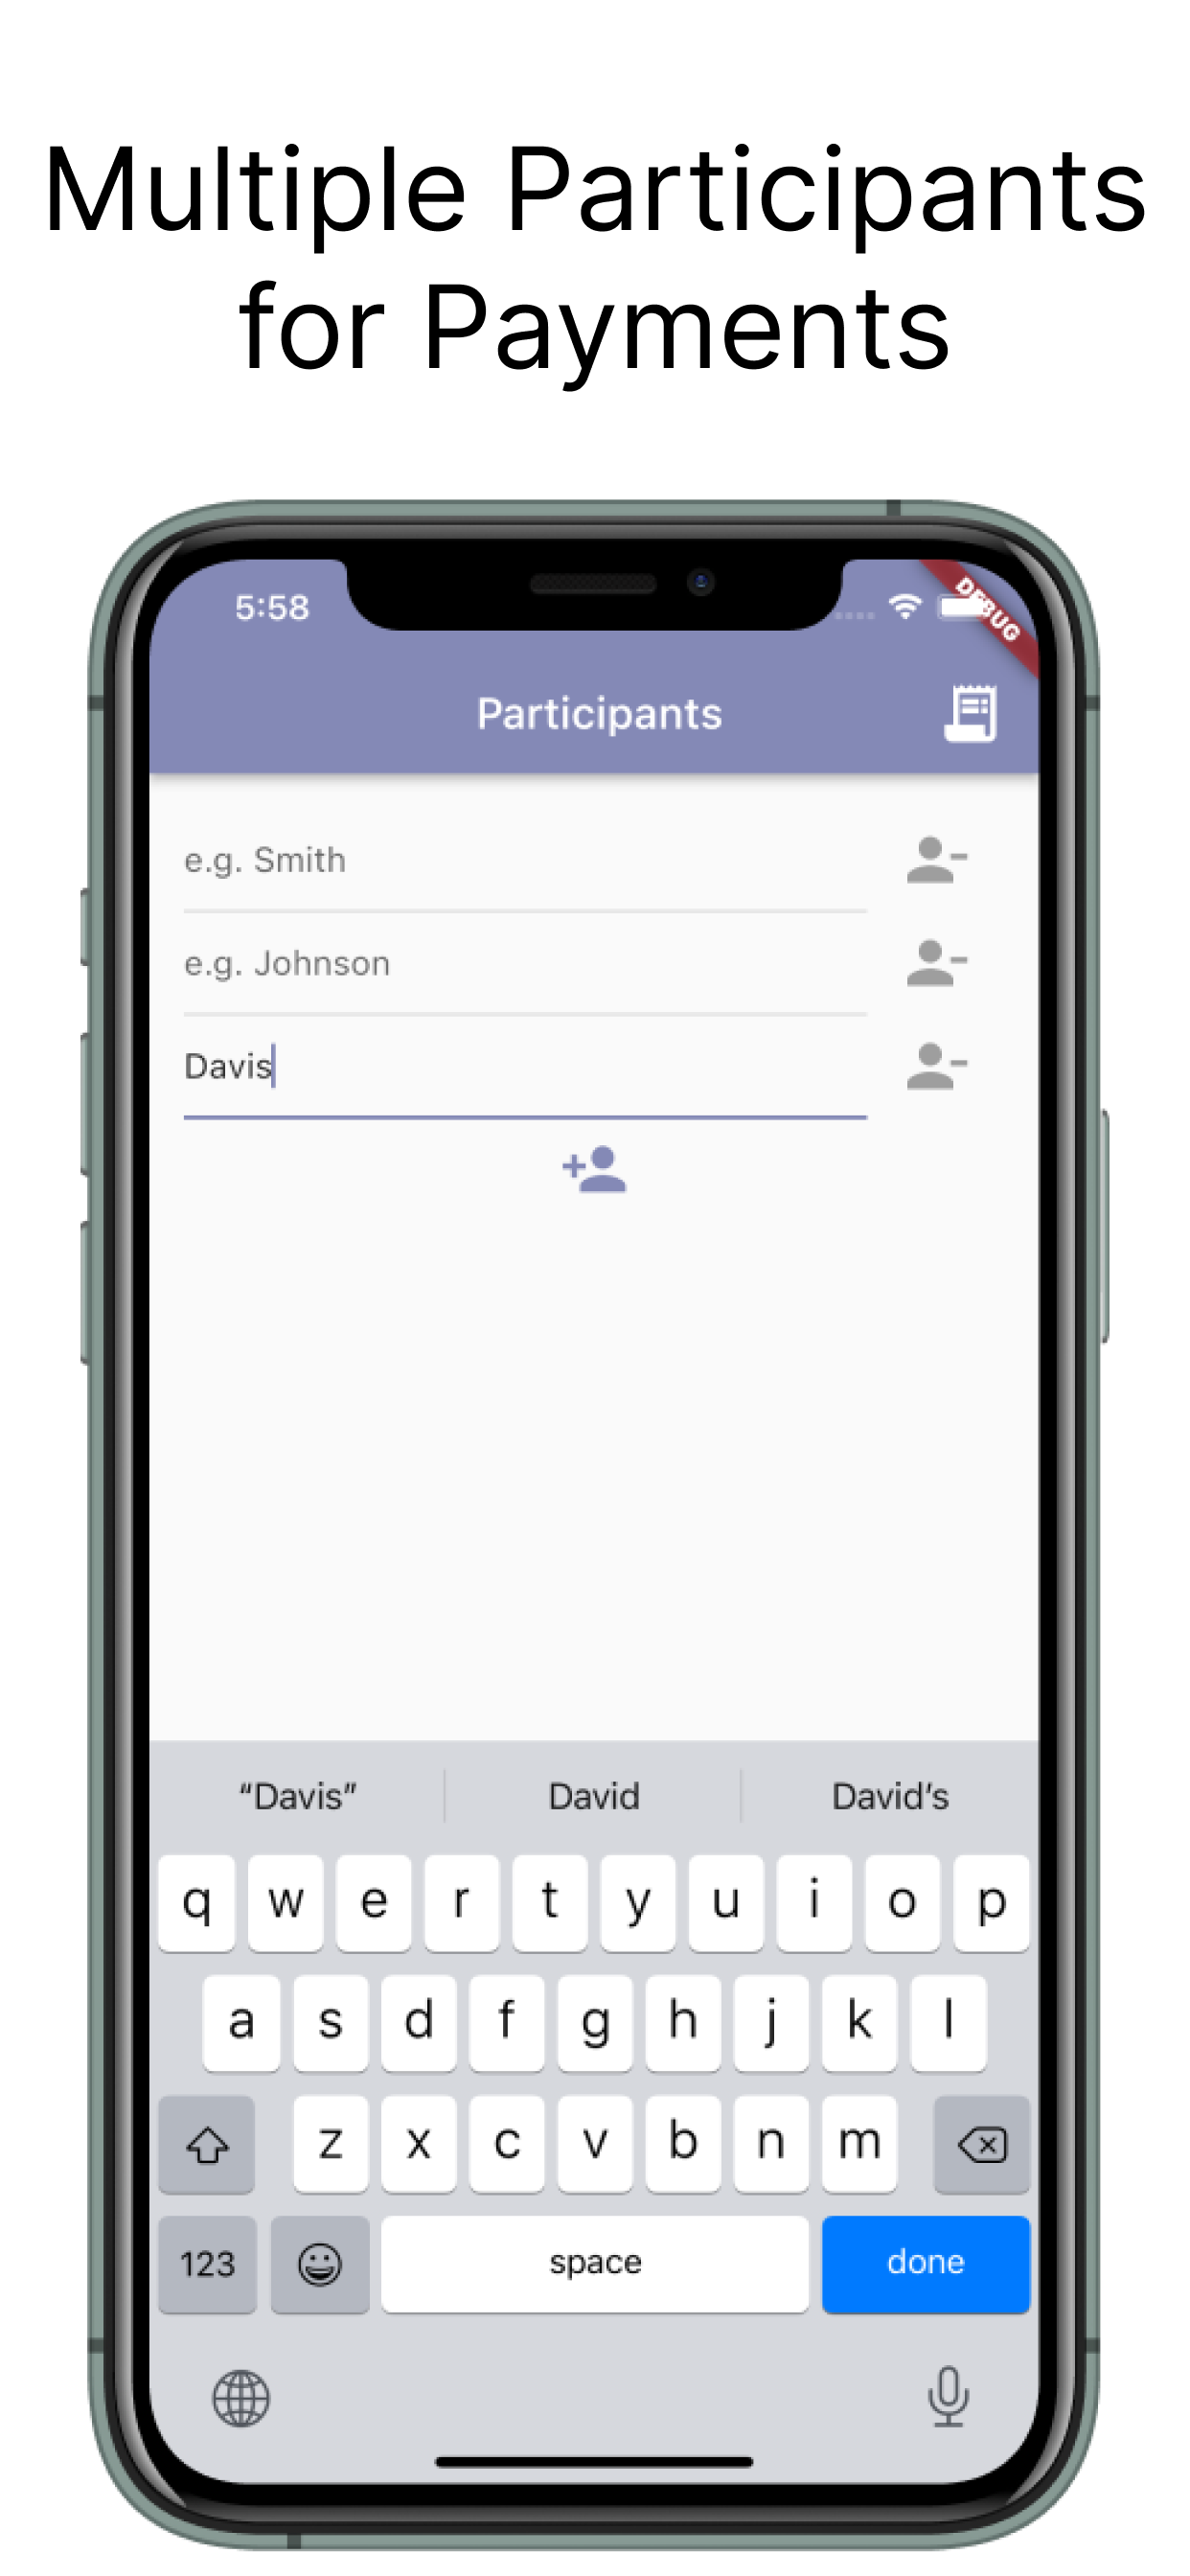 Multiple Participants
for Payments
5:58
DEBUG
Participants
e.g. Smith
e.g. Johnson
Davis
“Davis” David David’s
q w e r t y u i o p
a s d f g h j k l
z x c v b n m
123 space done